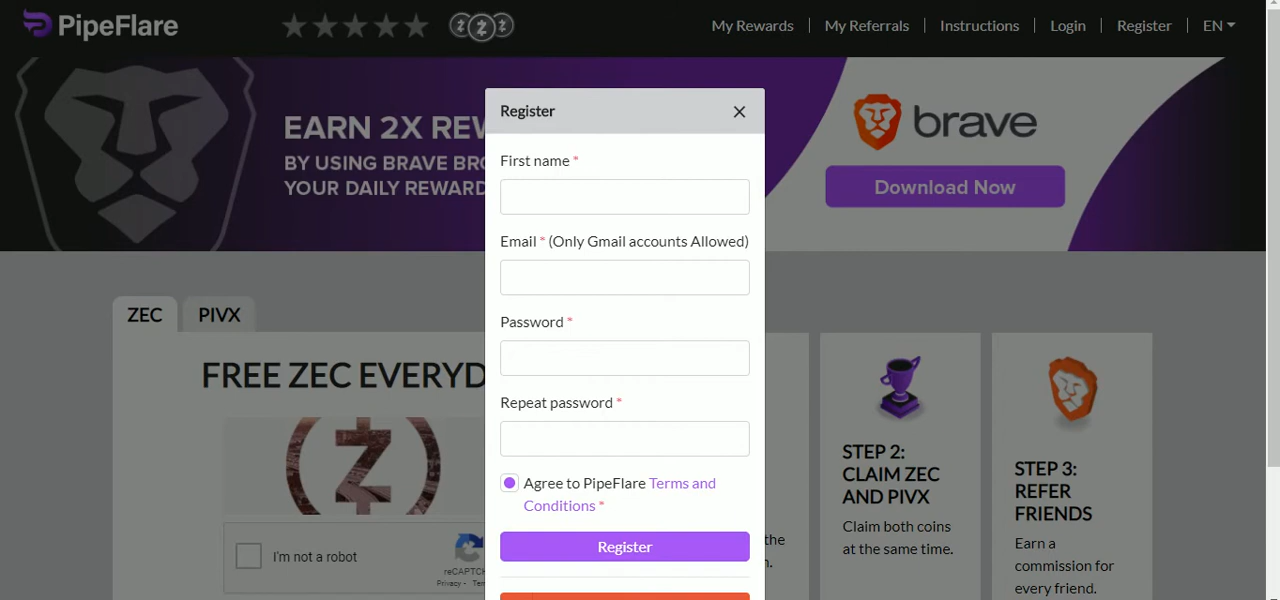 PipeFlare
My Rewards
My Referrals
Instructions
Login
Register
EN
EARN 2X REW
BY USING BRAVE BRO
YOUR DAILY REWARD
brave
Download Now
Register
First name *
Email * (Only Gmail accounts Allowed)
Password *
Repeat password *
Agree to PipeFlare Terms and
Conditions *
Register
ZEC
PIVX
FREE ZEC EVERYD
I'm not a robot
reCAPTC
Privacy - Term
the
STEP 2:
CLAIM ZEC
AND PIVX
Claim both coins
at the same time.
STEP 3:
REFER
FRIENDS
Earn a
commission for
every friend.